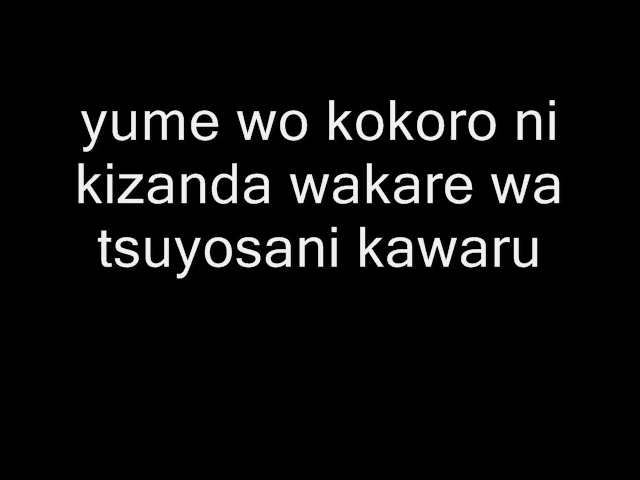 yume wo kokoro ni
kizanda wakare wa
tsuyosani kawaru